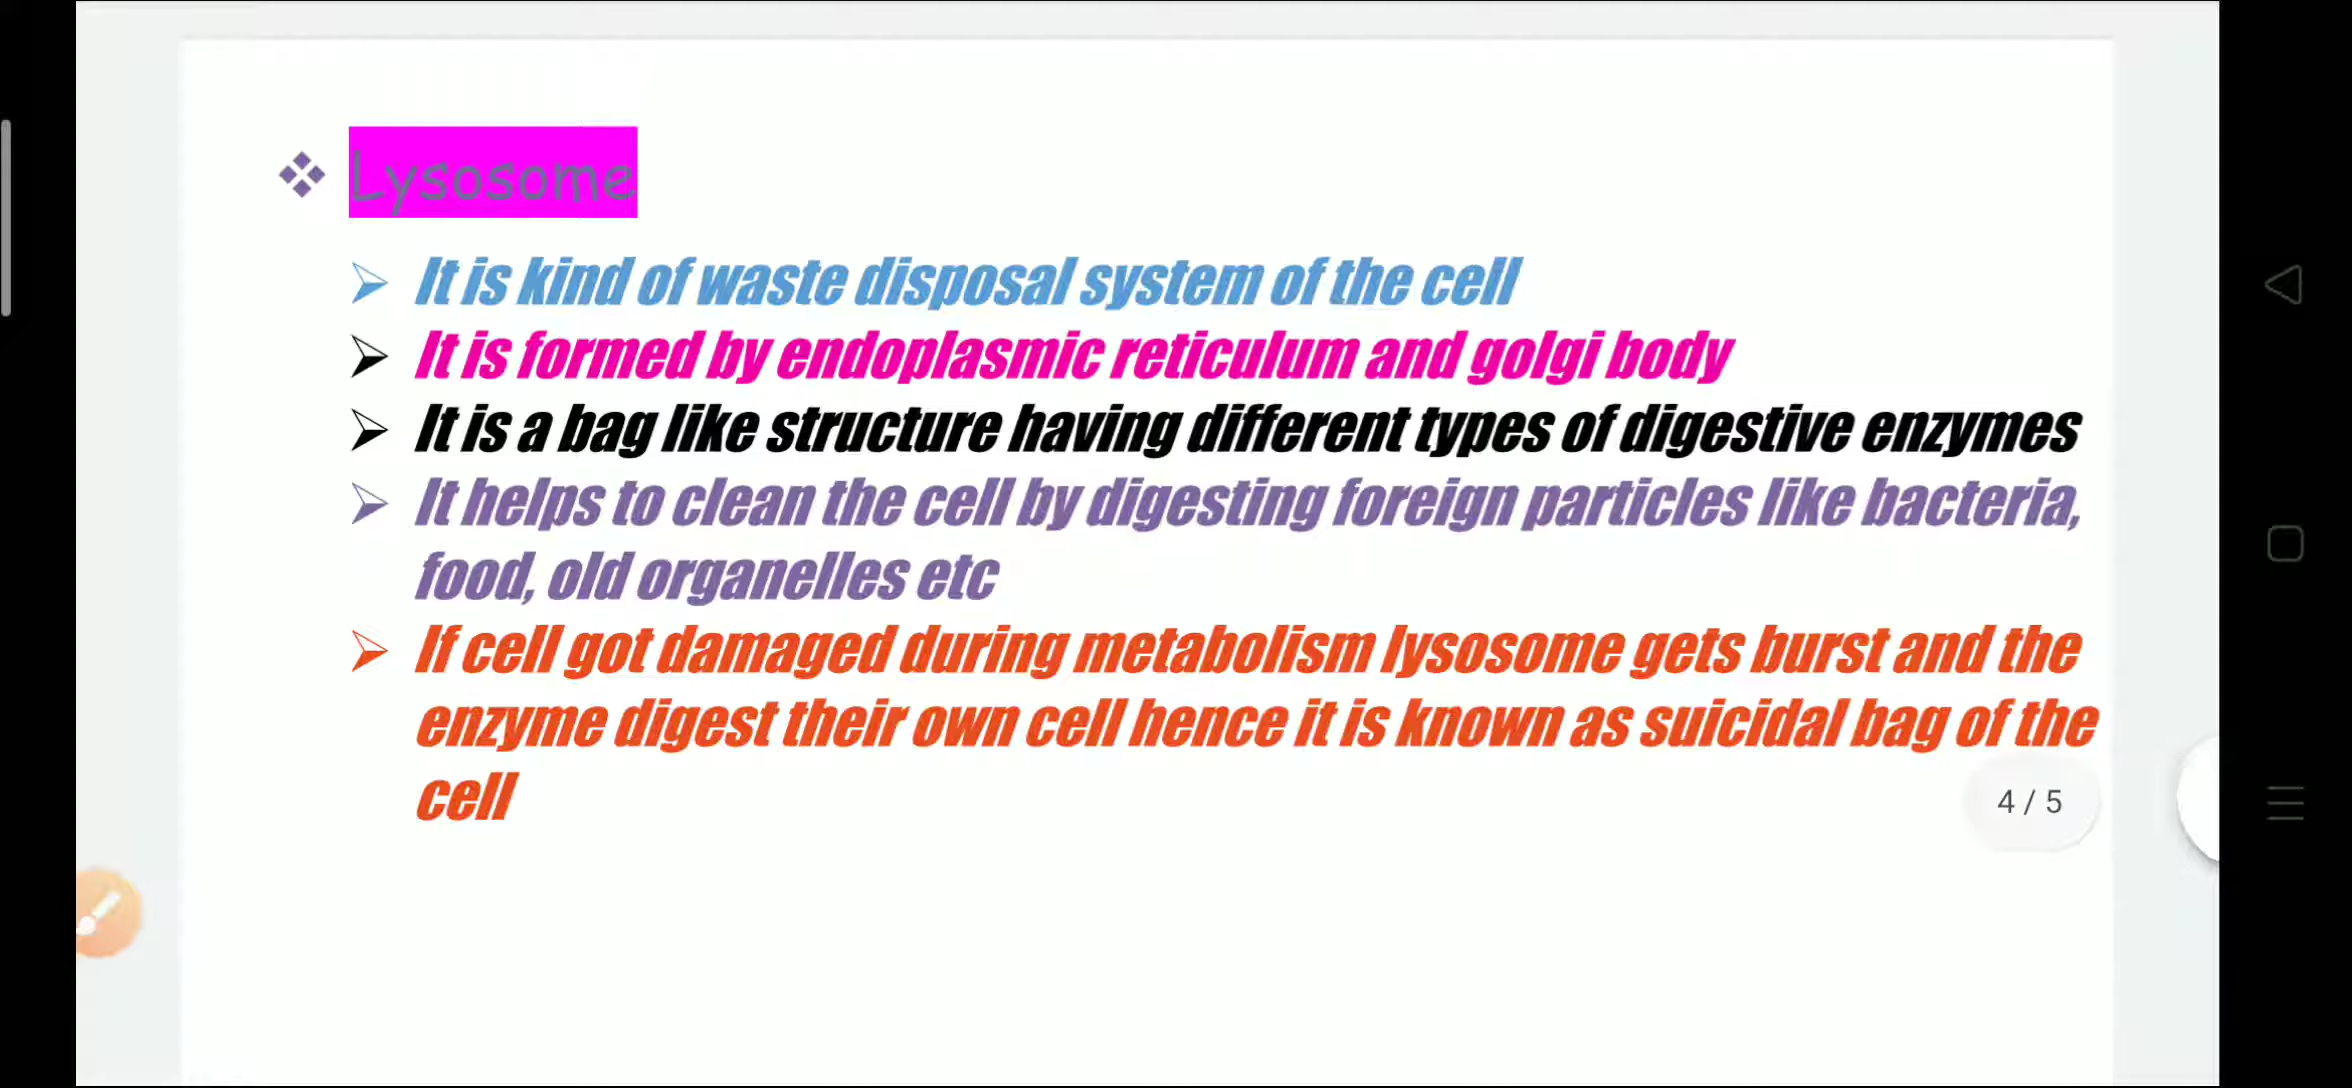 Lysosome
It is kind of waste disposal system of the cell
It is formed by endoplasmic reticulum and golgi body
It is a bag like structure having different types of digestive enzymes
It helps to clean the cell by digesting foreign particles like bacteria,
food, old organelles etc
If cell got damaged during metabolism lysosome gets burst and the
enzyme digest their own cell hence it is known as suicidal bag of the
cell
4 / 5